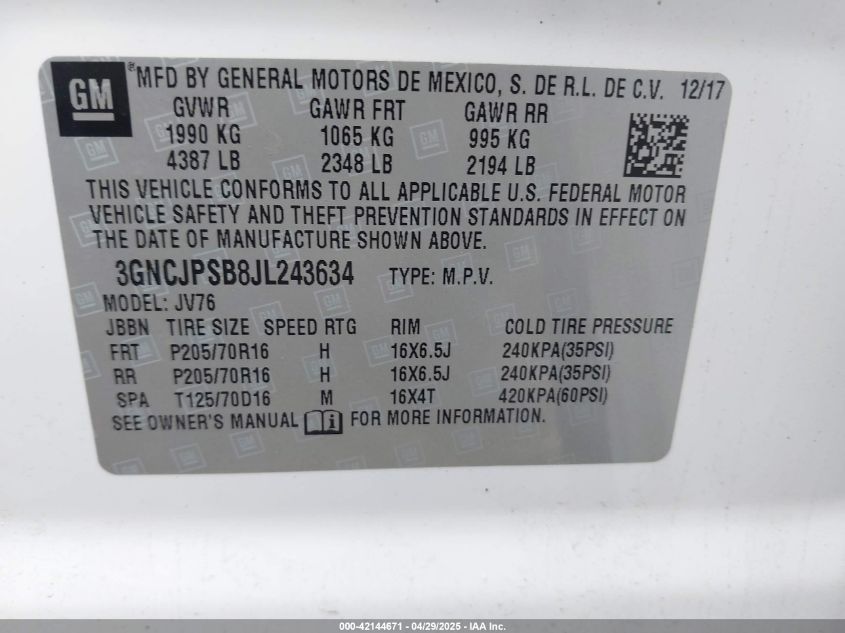 GM ® MFD BY GENERAL MOTORS DE MEXICO, S. DE R.L. DE C.V. 12/17
GVWR GAWR FRT GAWR RR
1990 KG 1065 KG 995 KG
4387 LB 2348 LB 2194 LB
THIS VEHICLE CONFORMS TO ALL APPLICABLE U.S. FEDERAL MOTOR
VEHICLE SAFETY AND THEFT PREVENTION STANDARDS IN EFFECT ON
THE DATE OF MANUFACTURE SHOWN ABOVE.
3GNCJPSB8JL243634 TYPE: M.P.V.
MODEL: JV76
JBBN TIRE SIZE SPEED RTG RIM COLD TIRE PRESSURE
FRT P205/70R16 H 16X6.5J 240KPA(35PSI)
RR P205/70R16 H 16X6.5J 240KPA(35PSI)
SPA T125/70D16 M 16X4T 420KPA(60PSI)
SEE OWNER'S MANUAL i FOR MORE INFORMATION.
000-42144671 - 04/29/2025 - IAA Inc.